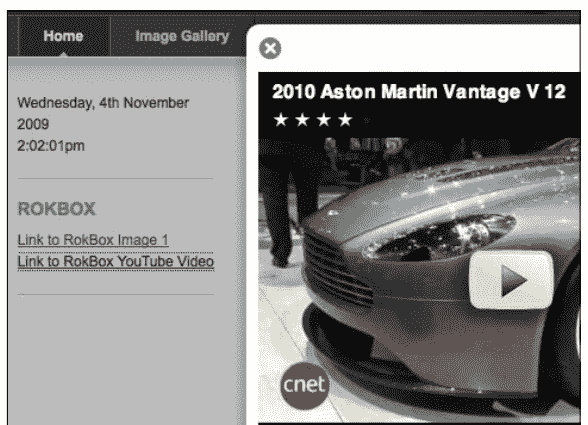 Home
Image Gallery
Wednesday, 4th November
2009
2:02:01pm
ROKBOX
Link to RokBox Image 1
Link to RokBox YouTube Video
2010 Aston Martin Vantage V 12
cnet